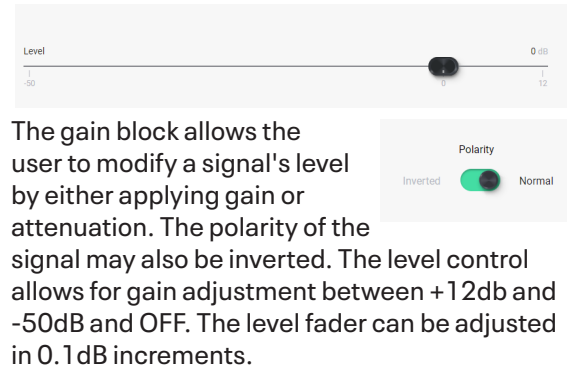 Level
0 dB
-50
0
12
The gain block allows the
user to modify a signal's level
by either applying gain or
attenuation. The polarity of the
signal may also be inverted. The level control
allows for gain adjustment between +12db and
-50dB and OFF. The level fader can be adjusted
in 0.1dB increments.
Polarity
Inverted
Normal